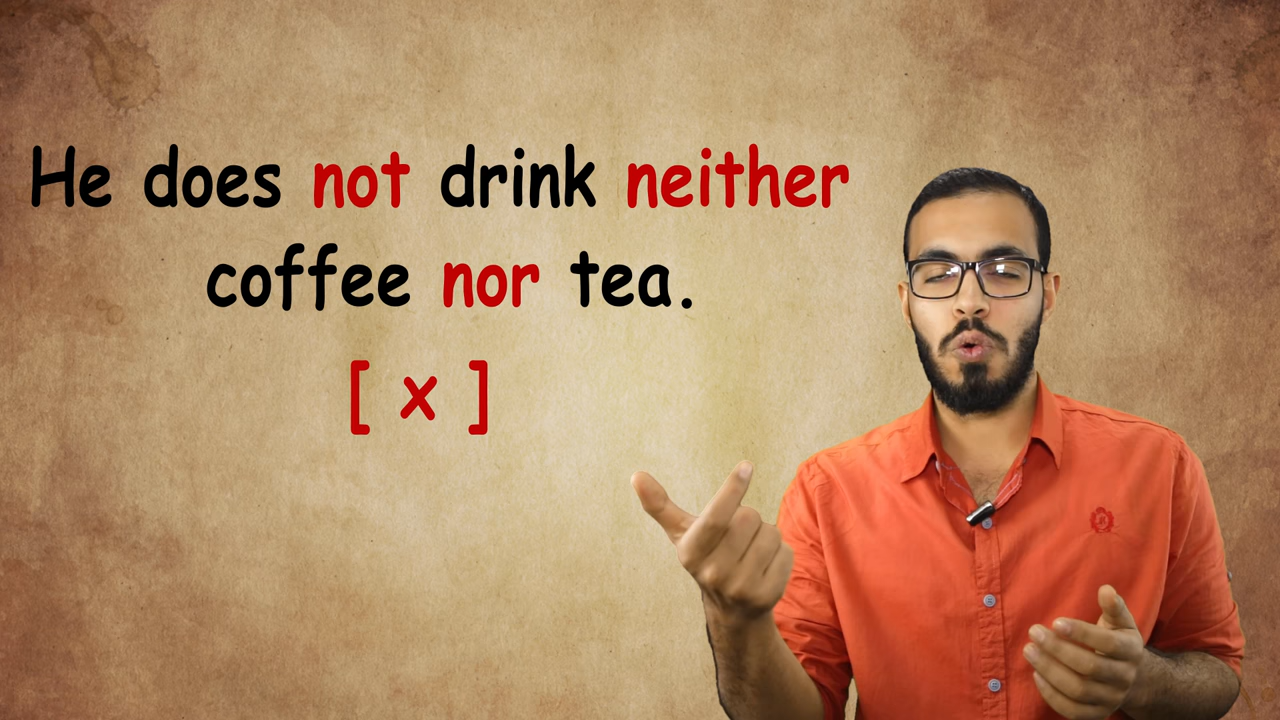 He does not drink neither
coffee nor tea.
[ x ]